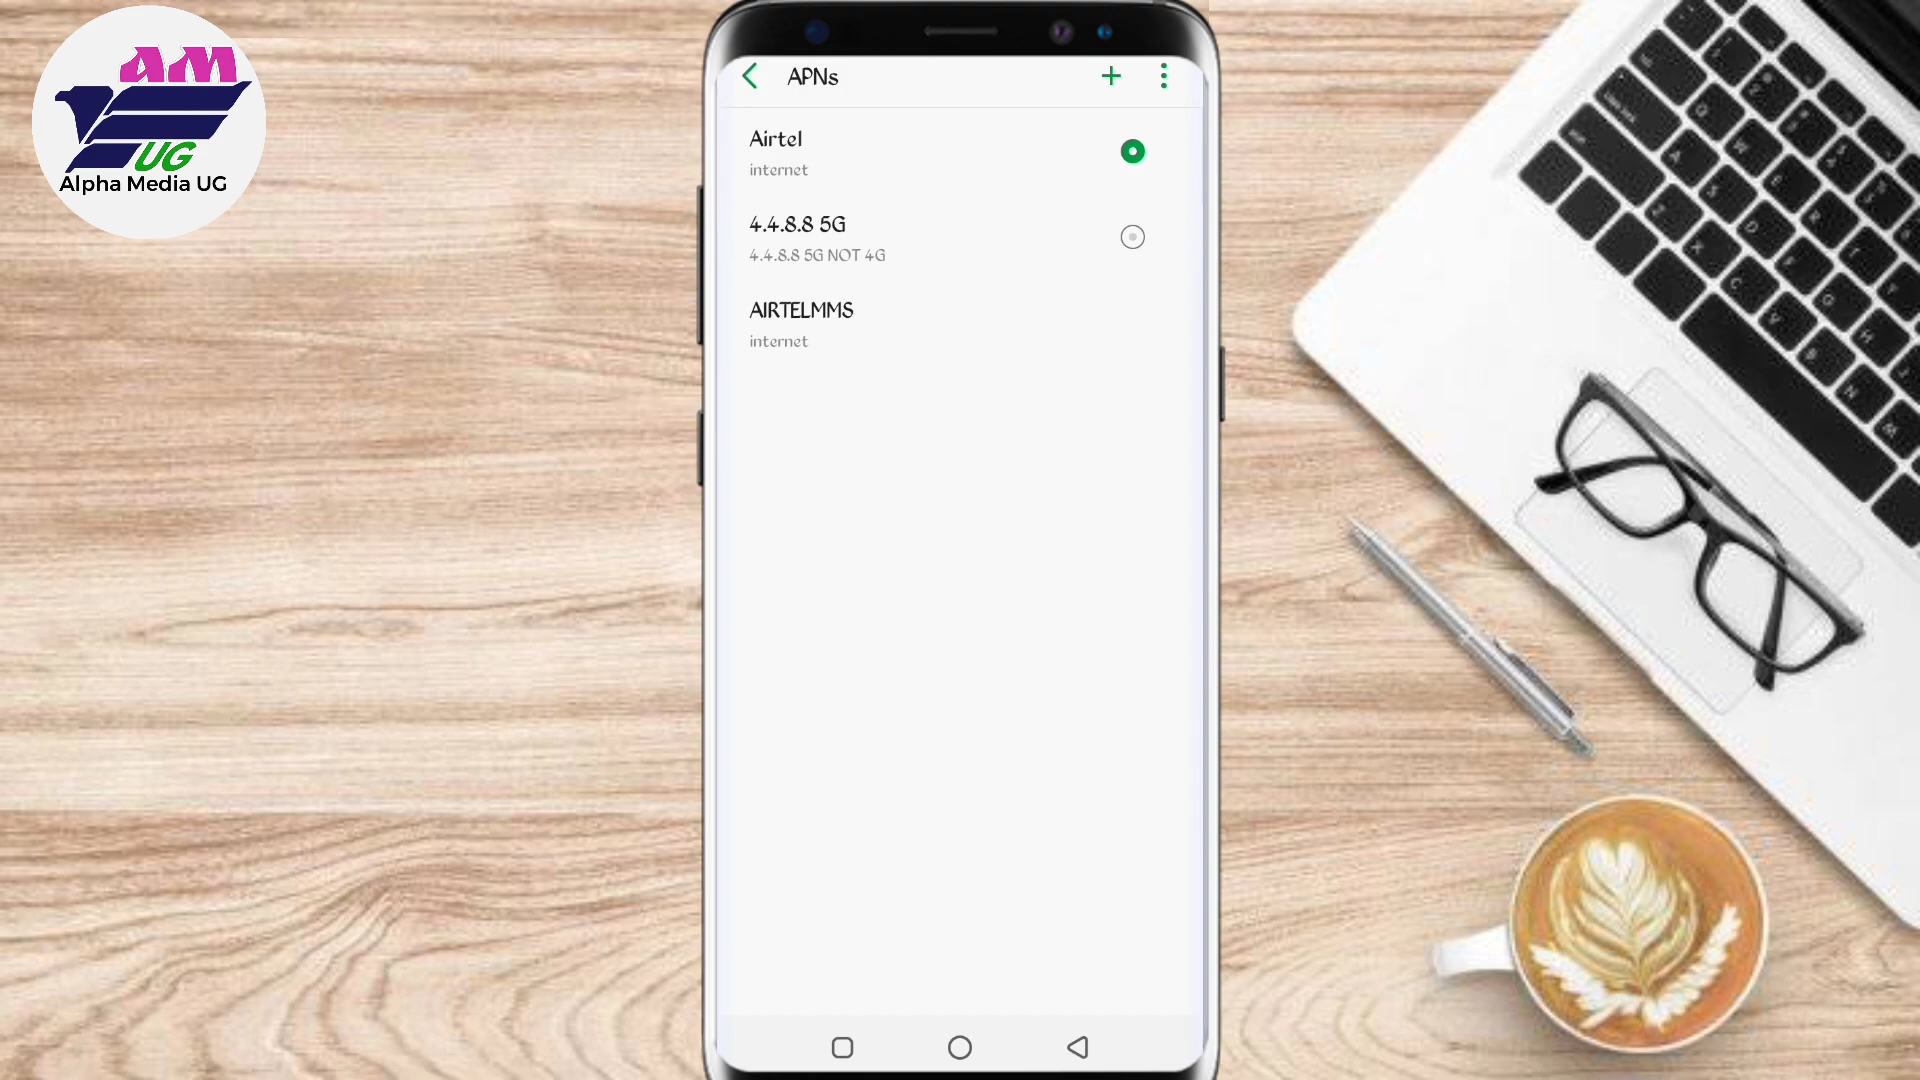 AM
UG
Alpha Media UG
APNs
Airtel
internet
4.4.8.8 5G
4.4.8.8 5G NOT 4G
AIRTELMMS
internet